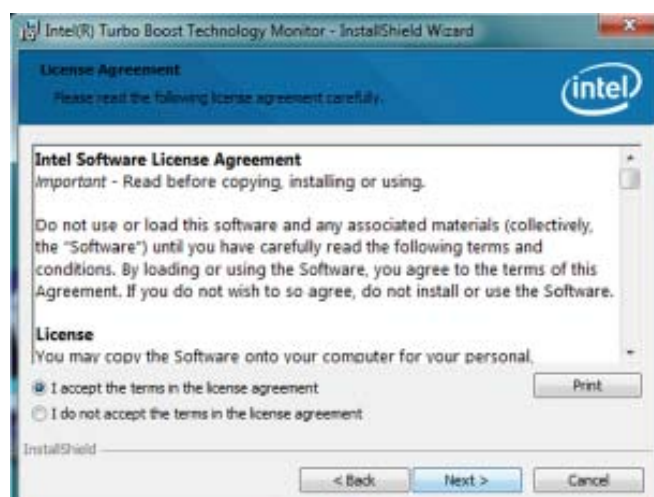 Intel(R) Turbo Boost Technology Monitor - InstallShield Wizard
License Agreement
Please read the following license agreement carefully.
intel
Intel Software License Agreement
Important - Read before copying, installing or using.
Do not use or load this software and any associated materials (collectively,
the "Software") until you have carefully read the following terms and
conditions. By loading or using the Software, you agree to the terms of this
Agreement. If you do not wish to so agree, do not install or use the Software.
License
You may copy the Software onto your computer for your personal,
I accept the terms in the license agreement
Print
I do not accept the terms in the license agreement
InstallShield
< Back
Next >
Cancel